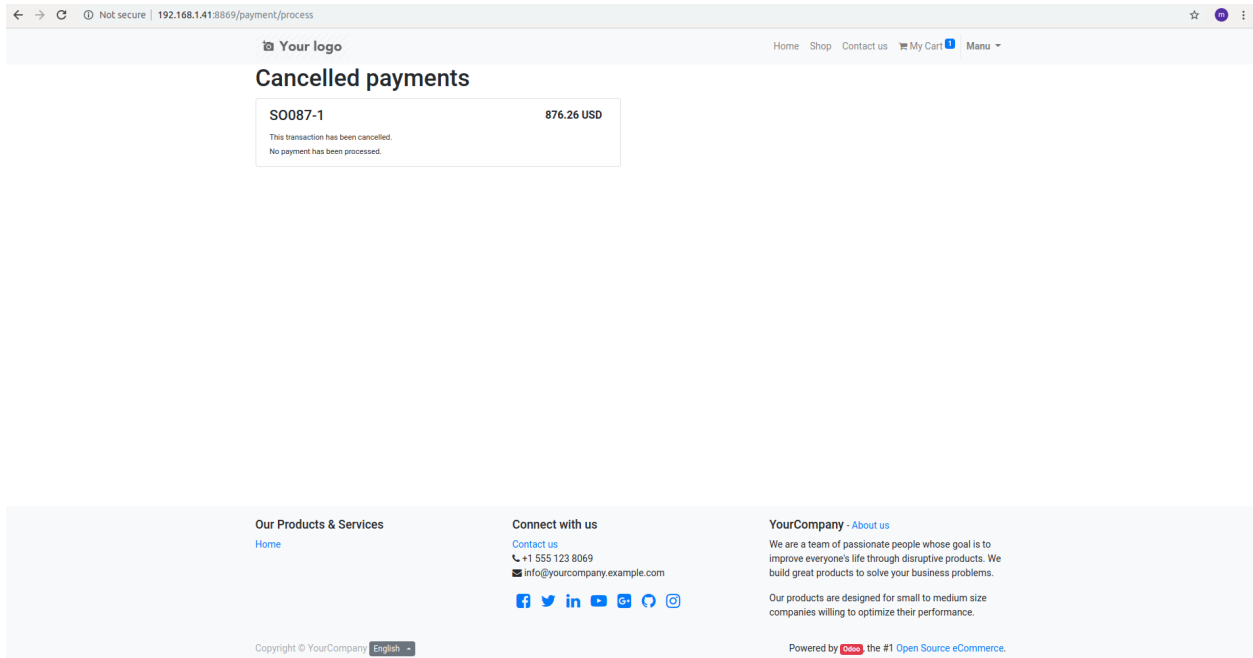 Not secure | 192.168.1.41:8869/payment/process
m
Your logo
Home Shop Contact us My Cart 1 Manu
Cancelled payments
SO087-1 876.26 USD
This transaction has been cancelled.
No payment has been processed.
Our Products & Services
Home
Connect with us
Contact us
+1 555 123 8069
info@yourcompany.example.com
YourCompany - About us
We are a team of passionate people whose goal is to
improve everyone's life through disruptive products. We
build great products to solve your business problems.
Our products are designed for small to medium size
companies willing to optimize their performance.
Copyright © YourCompany English
Powered by Odoo, the #1 Open Source eCommerce.